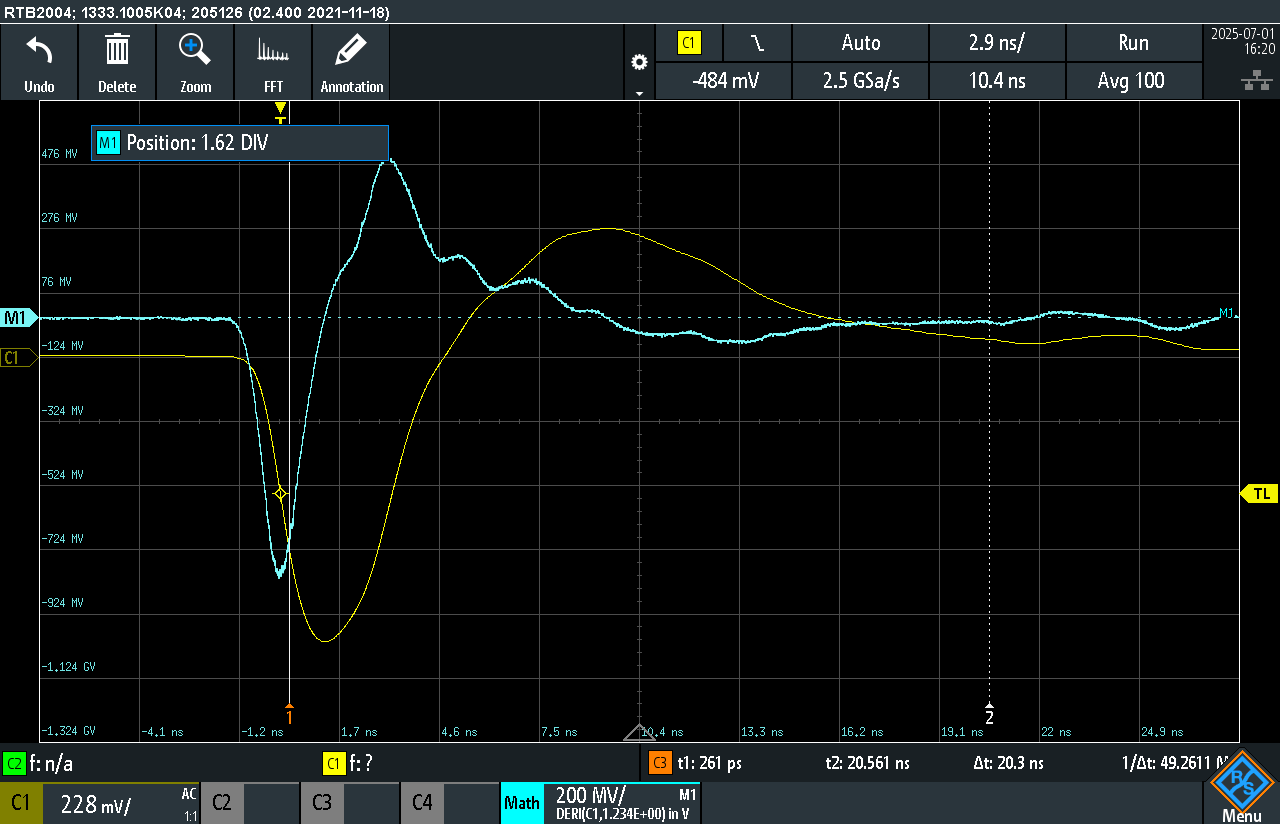 RTB2004; 1333.1005K04; 205126 (02.400 2021-11-18)
Undo Delete Zoom FFT Annotation
C1 Auto 2.9 ns/ Run
-484 mV 2.5 GSa/s 10.4 ns Avg 100
2025-07-01
16:20
T
M1 Position: 1.62 DIV
476 MV
276 MV
76 MV
M1 M1
-124 MV
C1
-324 MV
-524 MV
TL
-724 MV
-924 MV
-1.124 GV
1 2
-1.324 GV -4.1 ns -1.2 ns 1.7 ns 4.6 ns 7.5 ns 10.4 ns 13.3 ns 16.2 ns 19.1 ns 22 ns 24.9 ns
C2 f: n/a C1 f: ? C3 t1: 261 ps t2: 20.561 ns Δt: 20.3 ns 1/Δt: 49.2611
C1 228 mV/ AC 1:1 C2 C3 C4 Math 200 MV/ M1
DERI(C1,1.234E+00) in V
R&S
Menu